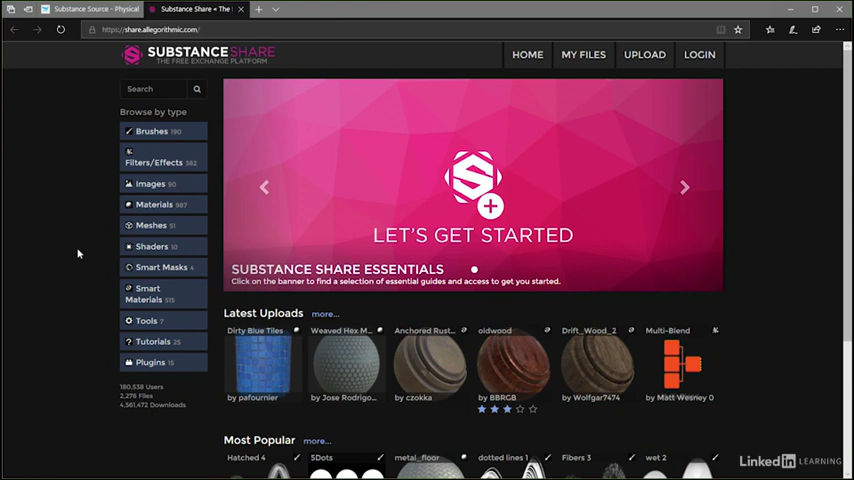 Substance Source - Physical
Substance Share « The
https://share.allegorithmic.com/
SUBSTANCESHARE
THE FREE EXCHANGE PLATFORM
HOME
MY FILES
UPLOAD
LOGIN
Search
Browse by type
Brushes 190
Filters/Effects 382
Images 90
Materials 987
Meshes 51
Shaders 10
Smart Masks 4
Smart
Materials 515
Tools 7
Tutorials 25
Plugins 15
180,538 Users
2,276 Files
4,561,472 Downloads
LET'S GET STARTED
SUBSTANCE SHARE ESSENTIALS
Click on the banner to find a selection of essential guides and access to get you started.
Latest Uploads more...
Dirty Blue Tiles
Weaved Hex M...
Anchored Rust...
oldwood
Drift_Wood_2
Multi-Blend
by pafournier
by Jose Rodrigo...
by czokka
by BBRGB
by Wolfgar7474
by Matt Wesney 0
Most Popular more...
Hatched 4
5Dots
metal_floor
dotted lines 1
Fibers 3
wet 2
Linked in LEARNING